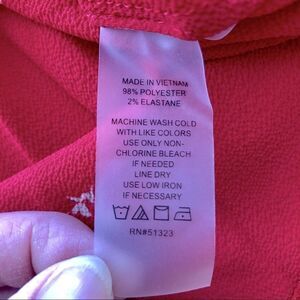 MADE IN VIETNAM
98% POLYESTER
2% ELASTANE
MACHINE WASH COLD
WITH LIKE COLORS
USE ONLY NON-
CHLORINE BLEACH
IF NEEDED
LINE DRY
USE LOW IRON
IF NECESSARY
RN#51323